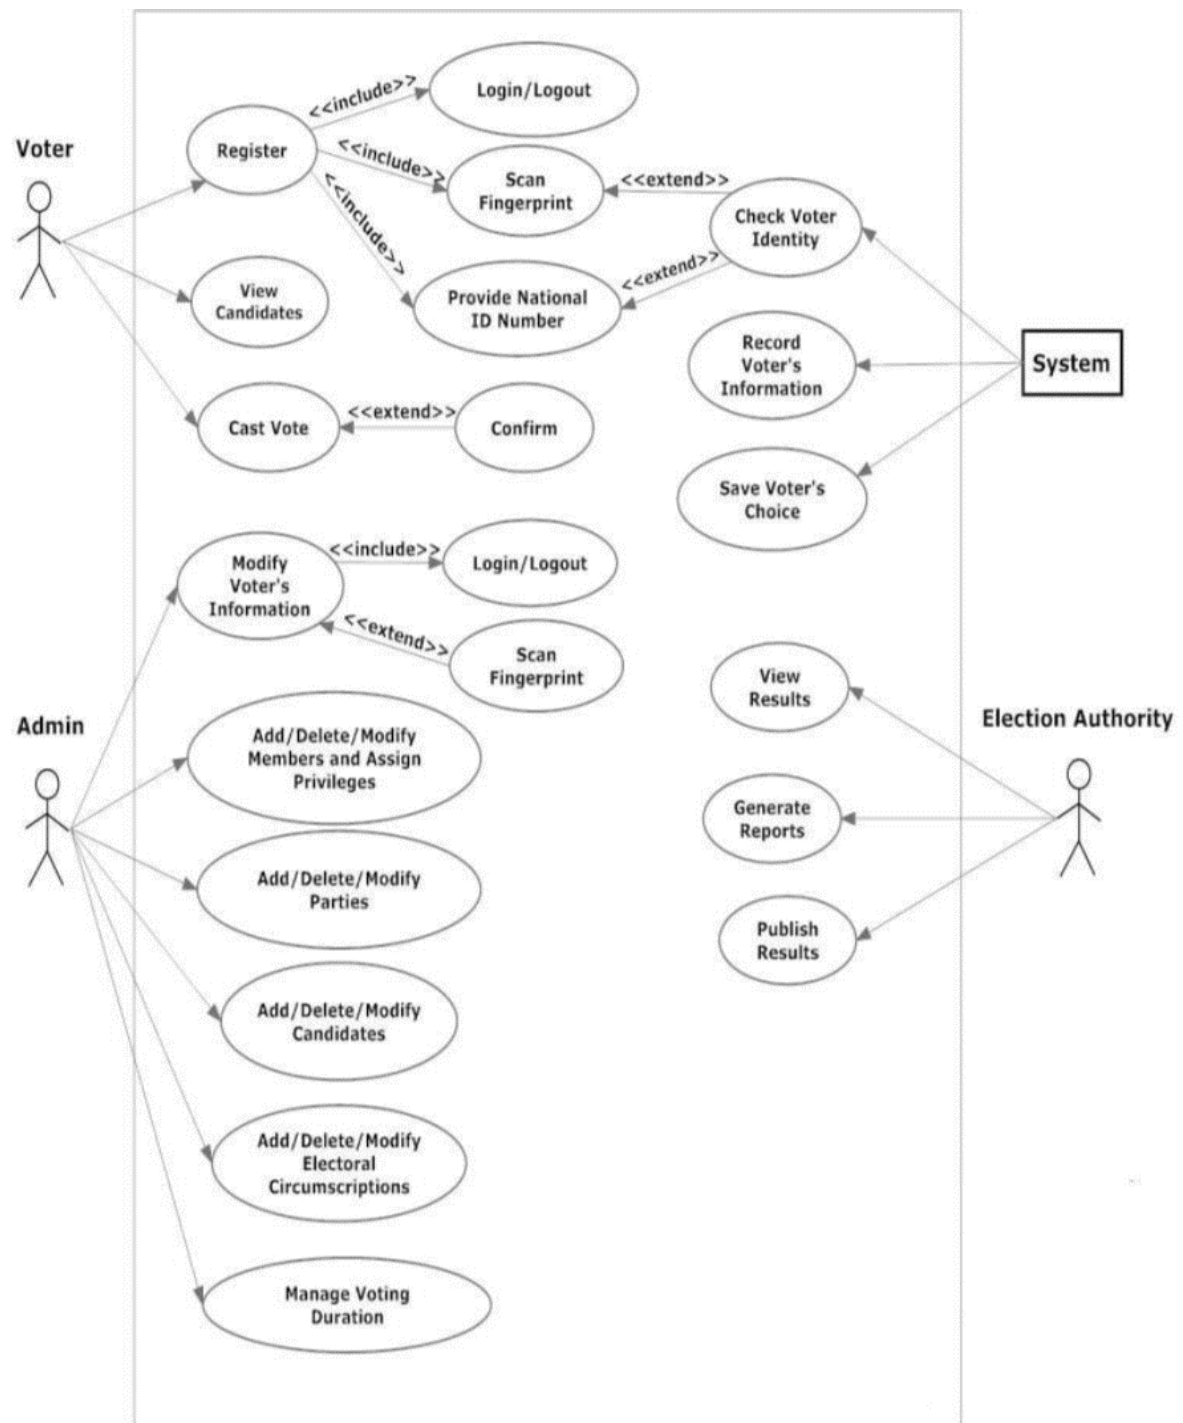 Voter
Register
<<include>>
Login/Logout
<<include>>
Scan
Fingerprint
<<include>>
Provide National
ID Number
<<extend>>
<<extend>>
Check Voter
Identity
View
Candidates
Record
Voter's
Information
System
Cast Vote
<<extend>>
Confirm
Save Voter's
Choice
Admin
Modify
Voter's
Information
<<include>>
Login/Logout
<<extend>>
Scan
Fingerprint
Add/Delete/Modify
Members and Assign
Privileges
Add/Delete/Modify
Parties
Add/Delete/Modify
Candidates
Add/Delete/Modify
Electoral
Circumscriptions
Manage Voting
Duration
View
Results
Election Authority
Generate
Reports
Publish
Results